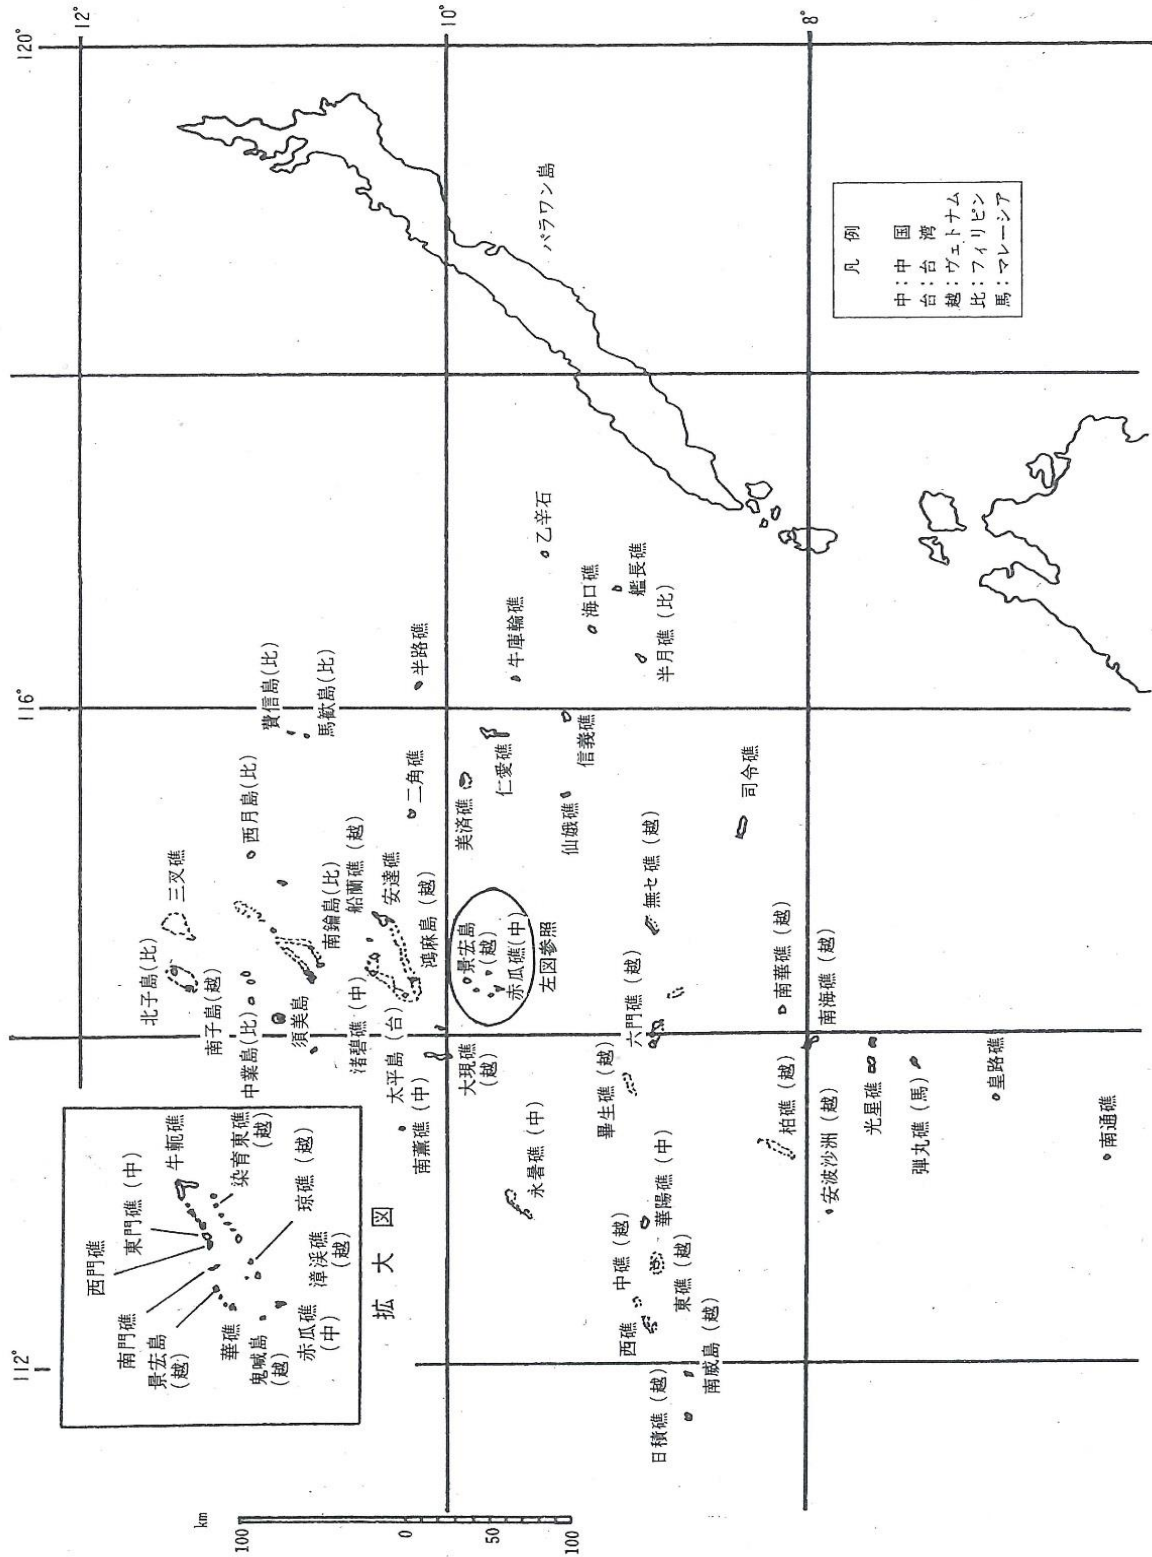 112°
116°
120°
12°
10°
8°
西門礁
東門礁（中）
牛軛礁
南門礁
染育東礁
（越）
景宏島
（越）
琼礁（越）
華礁
鬼喊島
（越）
漳渓礁
（越）
赤瓜礁
（中）
拡大図
北子島(比)
三叉礁
南子島(越)
西月島(比)
中業島(比)
費信島(比)
馬歓島(比)
須美島
南鑰島(比)
船蘭礁（越）
渚碧礁（中）
安達礁
太平島（台）
鴻麻島（越）
二角礁
半路礁
南薫礁（中）
大現礁
（越）
景宏島
（越）
赤瓜礁(中)
左図参照
美済礁
仁愛礁
牛庫輪礁
乙辛石
永暑礁（中）
仙娥礁
信義礁
海口礁
艦長礁
半月礁（比）
畢生礁（越）
六門礁（越）
無乜礁（越）
西礁
中礁（越）
華陽礁（中）
東礁（越）
日積礁（越）
南威島（越）
司令礁
柏礁（越）
南華礁（越）
安波沙洲（越）
南海礁（越）
光星礁
弾丸礁（馬）
皇路礁
南通礁
パラワン島
凡例
中：中国
台：台湾
越：ヴェトナム
比：フィリピン
馬：マレーシア
km
100
0
50
100